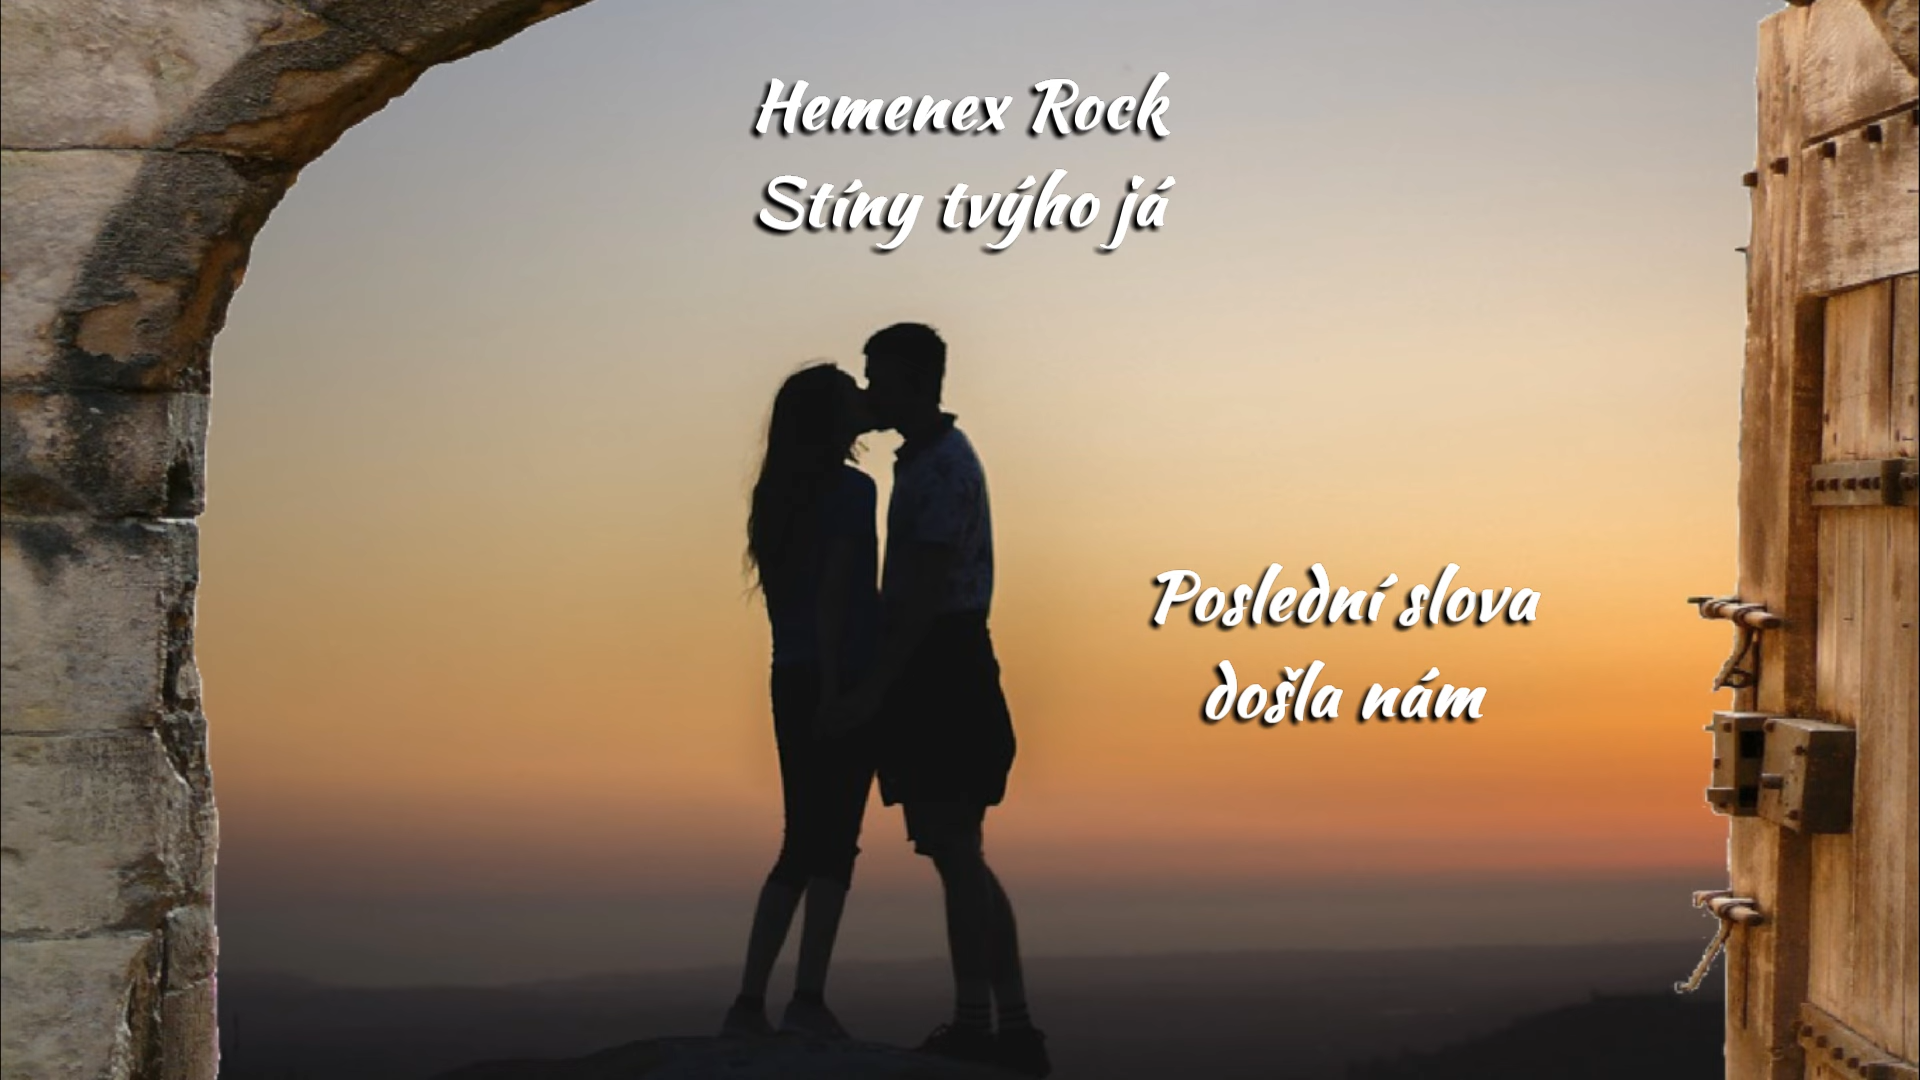 Hemenex Rock
Stíny tvýho já
Poslední slova
došla nám